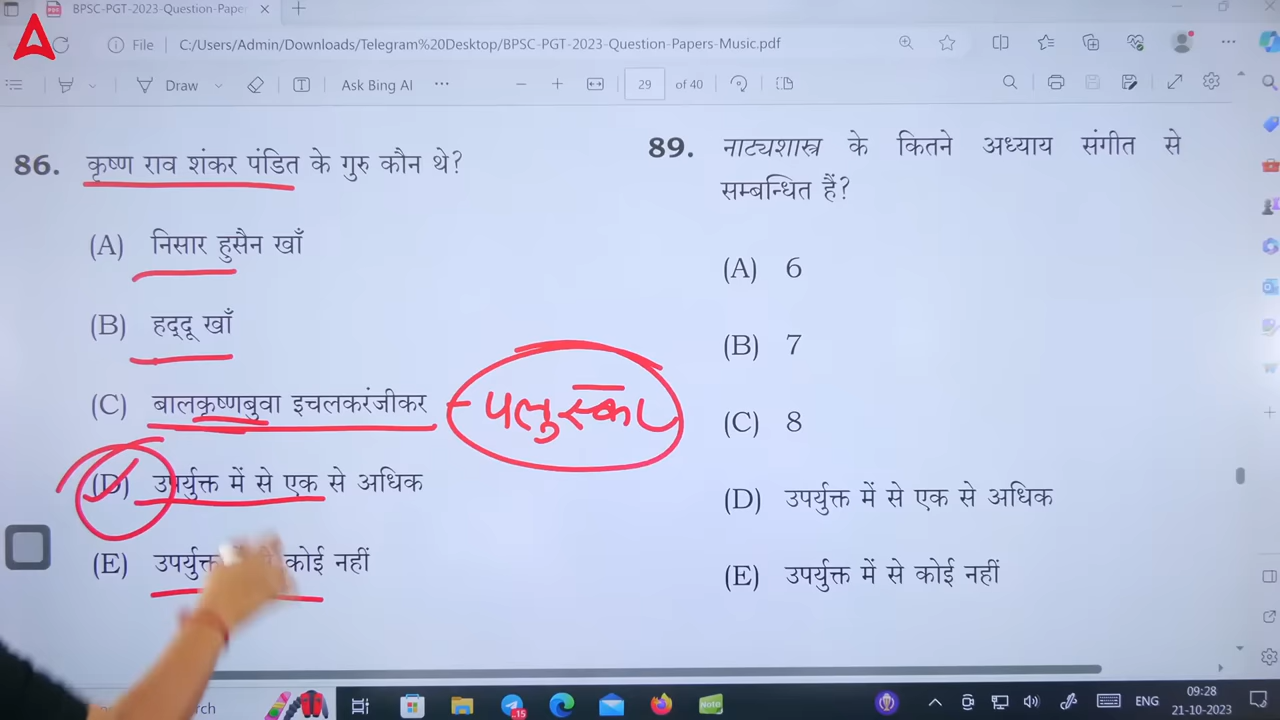 BPSC-PGT-2023-Question-Pape
File
C:/Users/Admin/Downloads/Telegram%20Desktop/BPSC-PGT-2023-Question-Papers-Music.pdf
Draw
Ask Bing AI
29 of 40
86. कृष्ण राव शंकर पंडित के गुरु कौन थे?
(A) निसार हुसैन खाँ
(B) हद्दू खाँ
(C) बालकृष्णबुवा इचलकरंजीकर - पलुस्कर
(D) उपर्युक्त में से एक से अधिक
(E) उपर्युक्त कोई नहीं
89. नाट्यशास्त्र के कितने अध्याय संगीत से
सम्बन्धित हैं?
(A) 6
(B) 7
(C) 8
(D) उपर्युक्त में से एक से अधिक
(E) उपर्युक्त में से कोई नहीं
ENG
09:28
21-10-2023